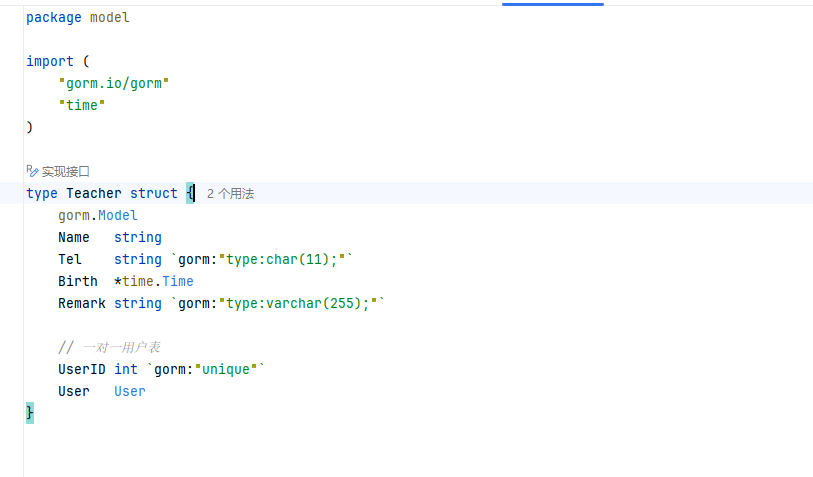 package model
import (
    "gorm.io/gorm"
    "time"
)
实现接口
type Teacher struct { 2 个用法
    gorm.Model
    Name   string
    Tel    string `gorm:"type:char(11);"`
    Birth  *time.Time
    Remark string `gorm:"type:varchar(255);"`
    // 一对一用户表
    UserID int `gorm:"unique"`
    User   User
}